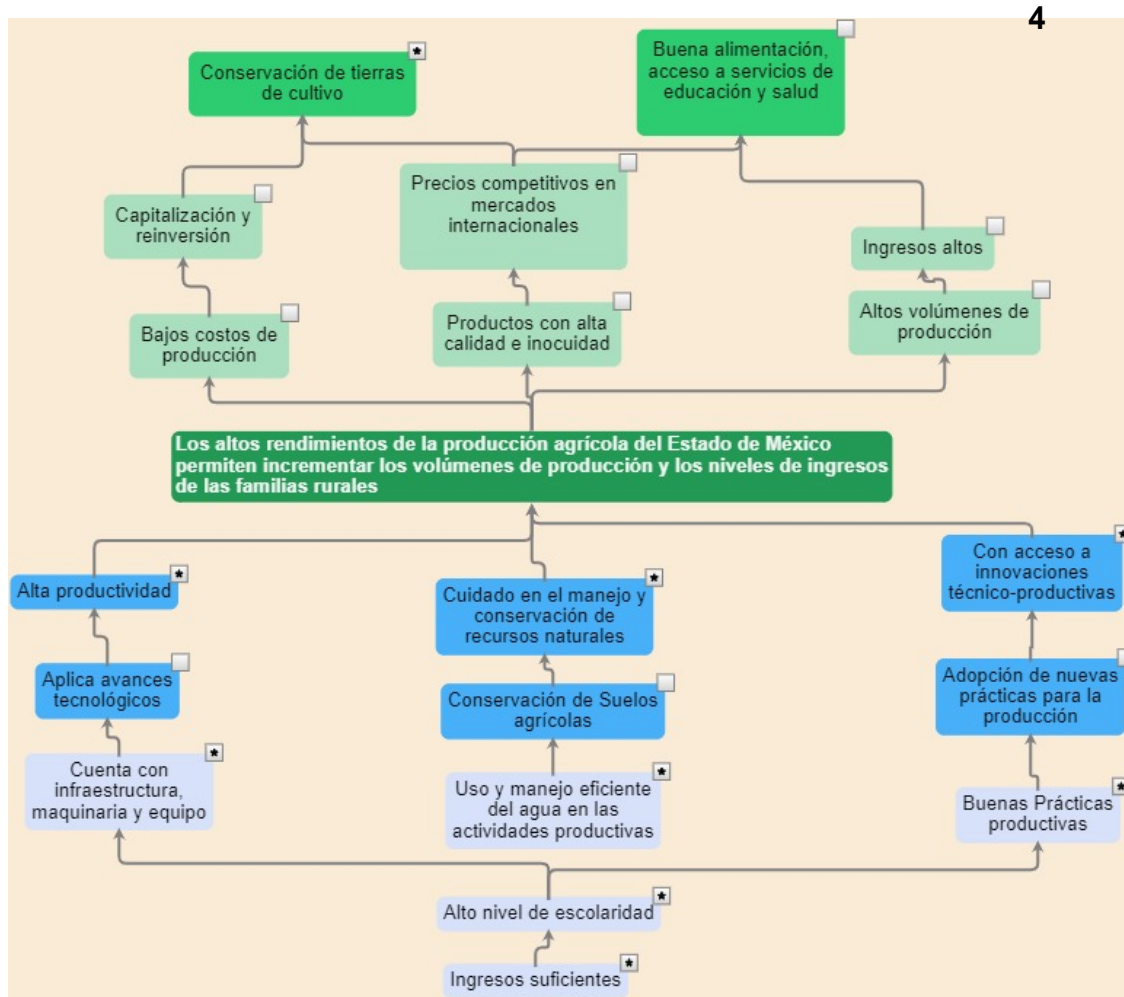 4
Conservación de tierras
de cultivo
Buena alimentación,
acceso a servicios de
educación y salud
Capitalización y
reinversión
Precios competitivos en
mercados
internacionales
Ingresos altos
Bajos costos de
producción
Productos con alta
calidad e inocuidad
Altos volúmenes de
producción
Los altos rendimientos de la producción agrícola del Estado de México
permiten incrementar los volúmenes de producción y los niveles de ingresos
de las familias rurales
Alta productividad
Cuidado en el manejo y
conservación de
recursos naturales
Con acceso a
innovaciones
técnico-productivas
Aplica avances
tecnológicos
Conservación de Suelos
agrícolas
Adopción de nuevas
prácticas para la
producción
Cuenta con
infraestructura,
maquinaria y equipo
Uso y manejo eficiente
del agua en las
actividades productivas
Buenas Prácticas
productivas
Alto nivel de escolaridad
Ingresos suficientes